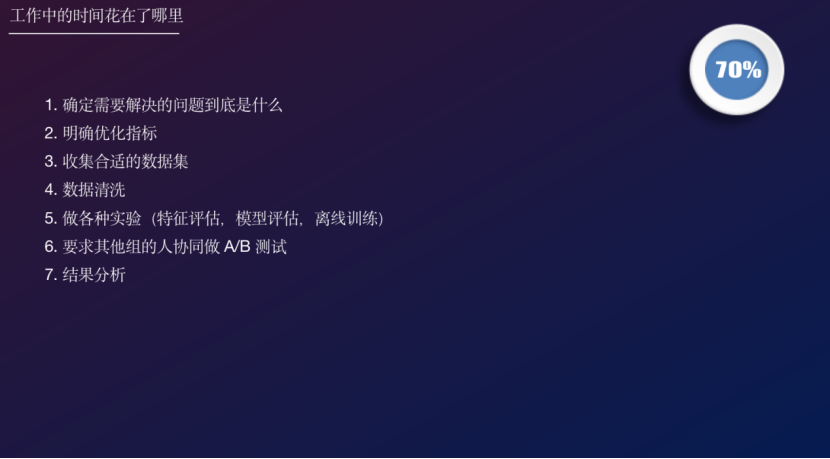 工作中的时间花在了哪里
70%
1. 确定需要解决的问题到底是什么
2. 明确优化指标
3. 收集合适的数据集
4. 数据清洗
5. 做各种实验（特征评估，模型评估，离线训练）
6. 要求其他组的人协同做 A/B 测试
7. 结果分析